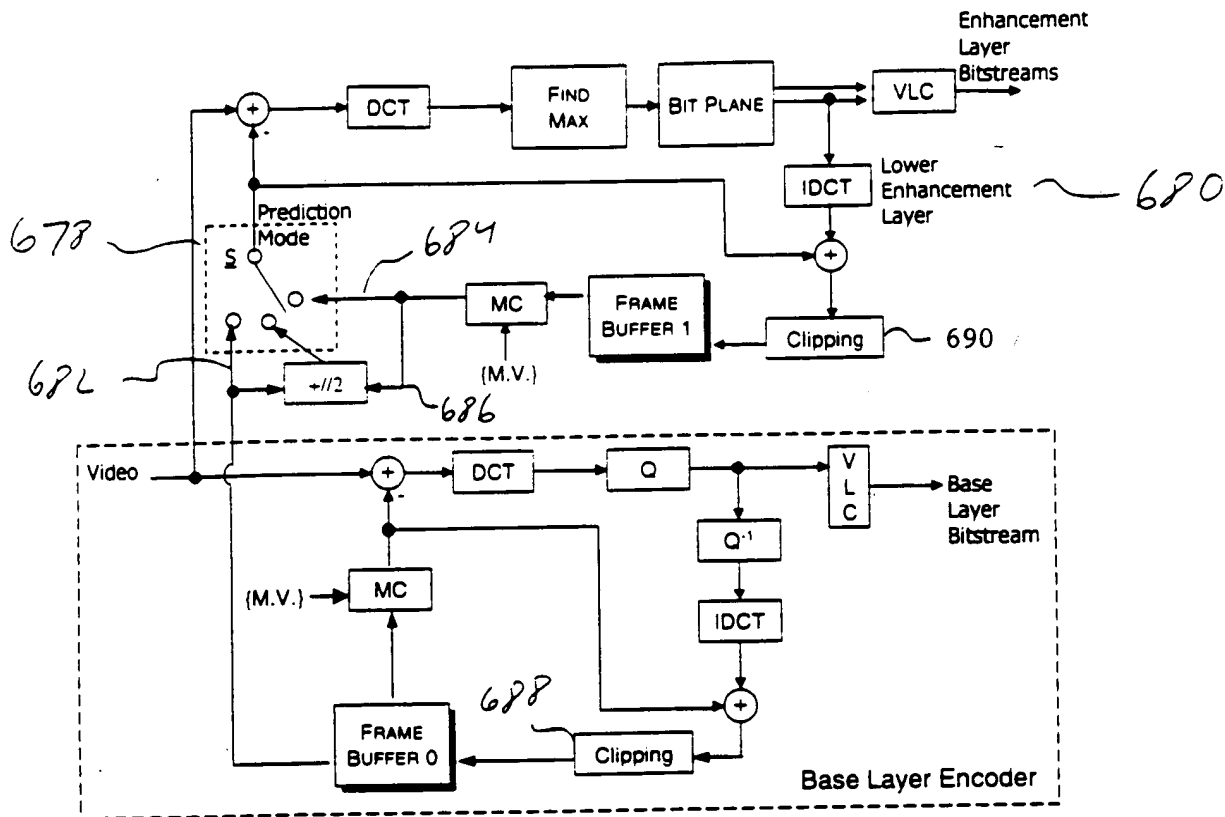 Enhancement
Layer
Bitstreams
+
-
DCT
FIND
MAX
BIT PLANE
VLC
IDCT
Lower
Enhancement
Layer
680
Prediction
Mode
678
S
684
+
MC
FRAME
BUFFER 1
Clipping
690
(M.V.)
682
+//2
686
Video
+
-
DCT
Q
V
L
C
Base
Layer
Bitstream
Q-1
(M.V.)
MC
IDCT
+
688
FRAME
BUFFER 0
Clipping
Base Layer Encoder